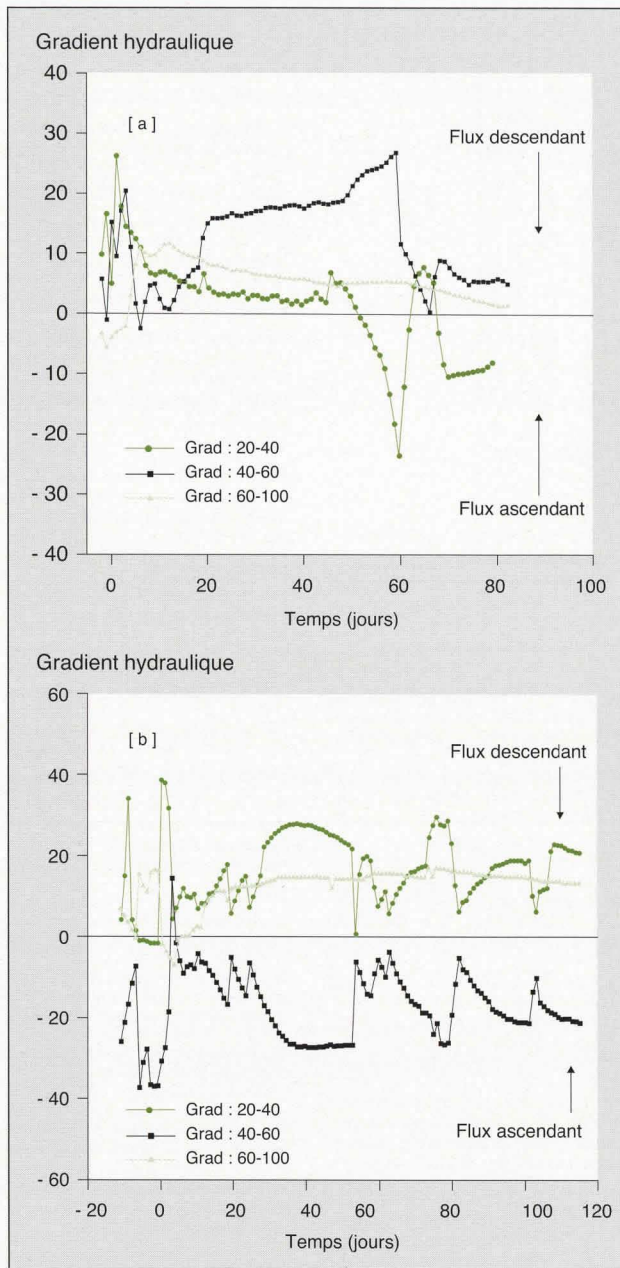 Gradient hydraulique
40
30
20
10
0
- 10
- 20
- 30
- 40
[ a ]
Flux descendant
Grad : 20-40
Grad : 40-60
Grad : 60-100
Flux ascendant
0 20 40 60 80 100
Temps (jours)
Gradient hydraulique
60
40
20
0
- 20
- 40
- 60
[ b ]
Flux descendant
Grad : 20-40
Grad : 40-60
Grad : 60-100
Flux ascendant
- 20 0 20 40 60 80 100 120
Temps (jours)